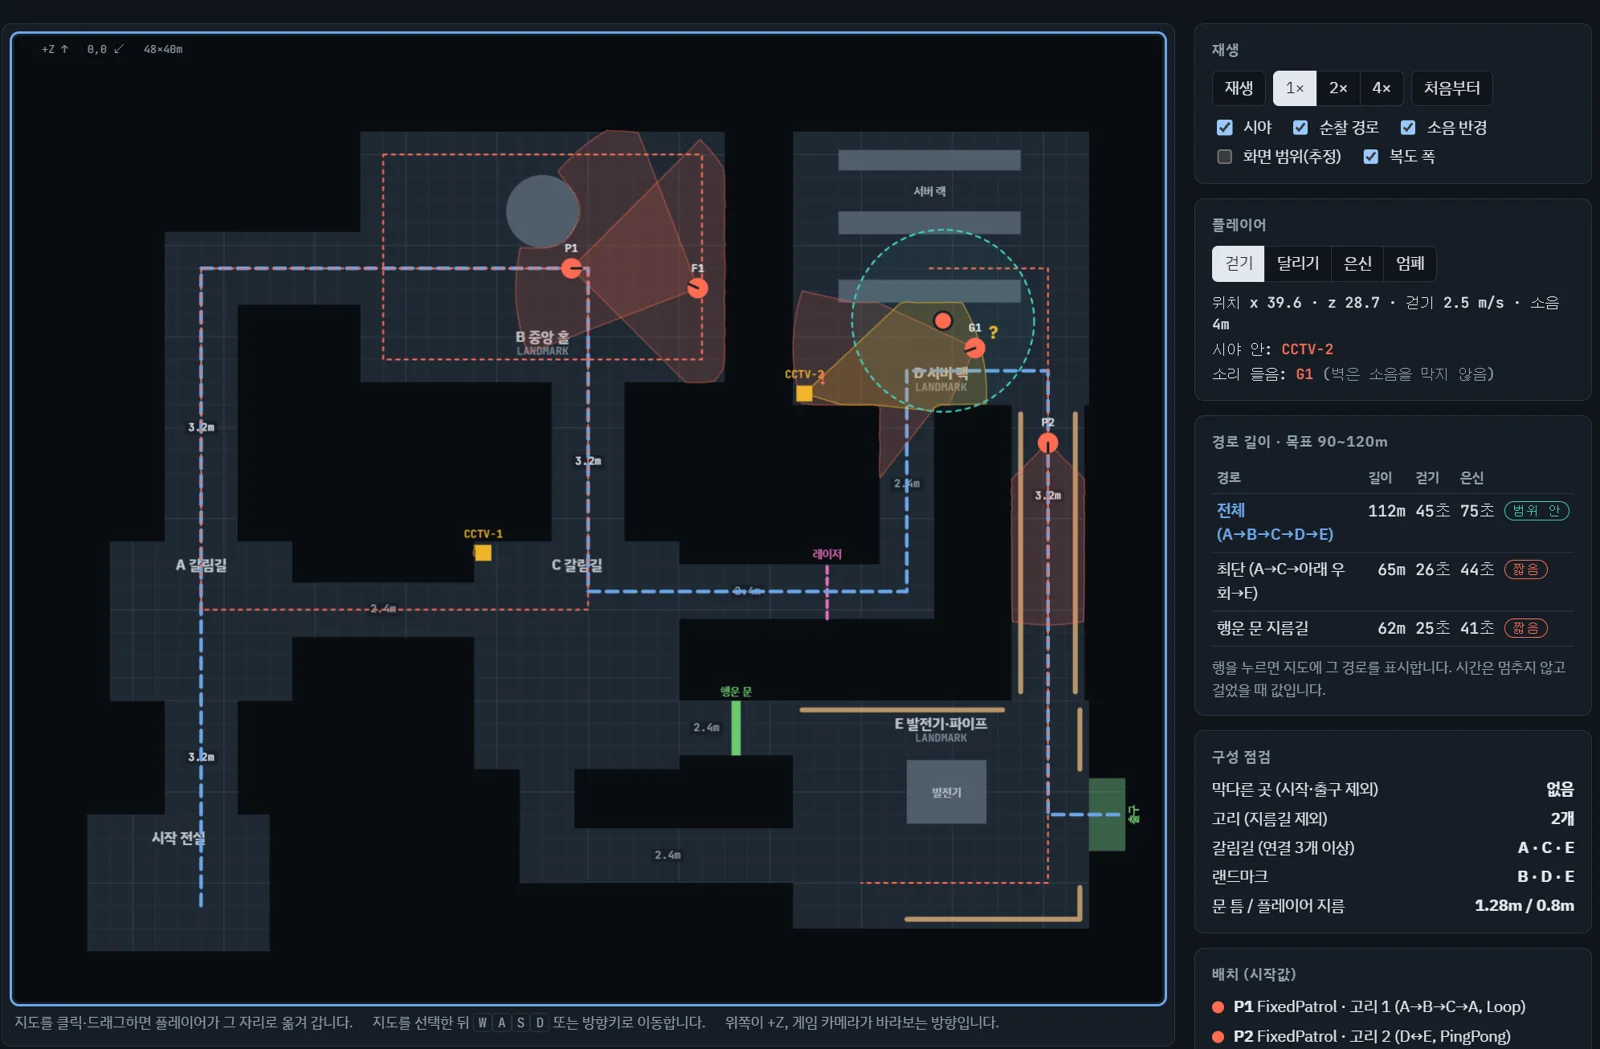 +Z ↑ 0,0 ↙ 48×40m
서버 랙
P1
F1
B 중앙 홀
LANDMARK
G1 ?
CCTV-2
!
D 서버 랙
LANDMARK
P2
3.2m
3.2m
2.4m
3.2m
CCTV-1
레이저
A 갈림길
C 갈림길
2.4m
2.4m
행운 문
2.4m
E 발전기·파이프
LANDMARK
3.2m
발전기
출구
시작 전실
2.4m
지도를 클릭·드래그하면 플레이어가 그 자리로 옮겨 갑니다. 지도를 선택한 뒤 W A S D 또는 방향키로 이동합니다. 위쪽이 +Z, 게임 카메라가 바라보는 방향입니다.
재생
재생 1× 2× 4× 처음부터
시야 순찰 경로 소음 반경
화면 범위(추정) 복도 폭
플레이어
걷기 달리기 은신 엄폐
위치 x 39.6 · z 28.7 · 걷기 2.5 m/s · 소음
4m
시야 안: CCTV-2
소리 들음: G1 (벽은 소음을 막지 않음)
경로 길이 · 목표 90~120m
경로 길이 걷기 은신
전체 112m 45초 75초 범위 안
(A→B→C→D→E)
최단 (A→C→아래 우 65m 26초 44초 짧음
회→E)
행운 문 지름길 62m 25초 41초 짧음
행을 누르면 지도에 그 경로를 표시합니다. 시간은 멈추지 않고
걸었을 때 값입니다.
구성 점검
막다른 곳 (시작·출구 제외) 없음
고리 (지름길 제외) 2개
갈림길 (연결 3개 이상) A · C · E
랜드마크 B · D · E
문 틈 / 플레이어 지름 1.28m / 0.8m
배치 (시작값)
P1 FixedPatrol · 고리 1 (A→B→C→A, Loop)
P2 FixedPatrol · 고리 2 (D↔E, PingPong)